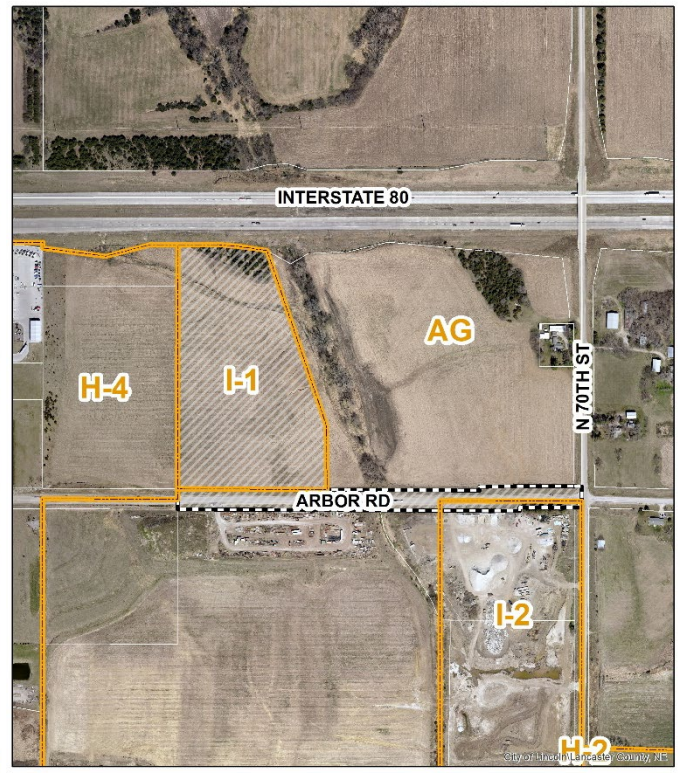 INTERSTATE 80
AG
H-4
I-1
N 70TH ST
ARBOR RD
I-2
H-2
City of Lincoln\Lancaster County, NE